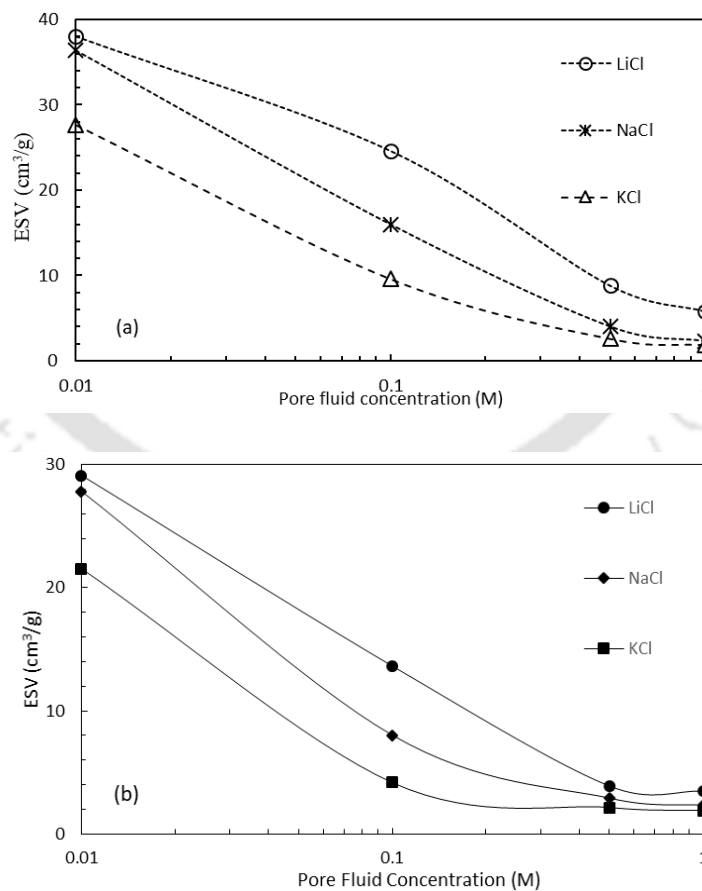 40
LiCl
30
NaCl
20
KCl
10
ESV (cm³/g)
(a)
0
0.01
0.1
Pore fluid concentration (M)
30
LiCl
20
NaCl
KCl
10
ESV (cm³/g)
(b)
0
0.01
0.1
1
Pore Fluid Concentration (M)